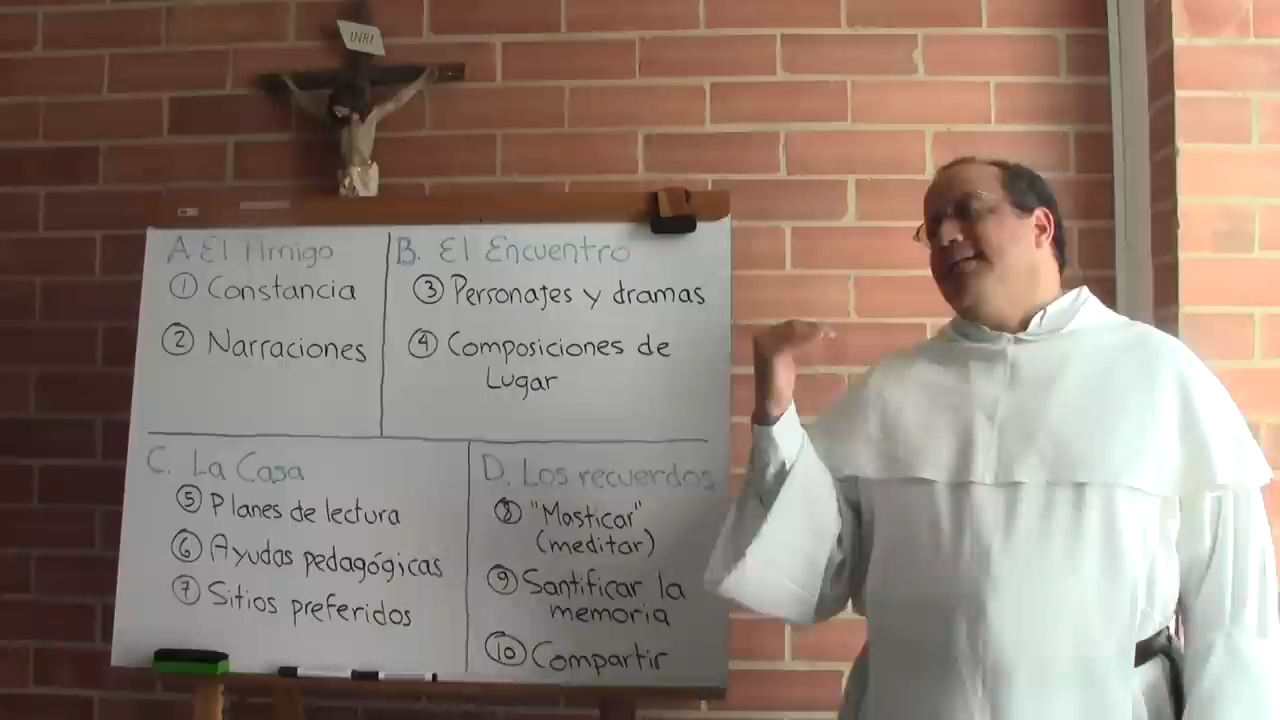 INRI
A. El Amigo
① Constancia
② Narraciones
B. El Encuentro
③ Personajes y dramas
④ Composiciones de
Lugar
C. La Casa
⑤ Planes de lectura
⑥ Ayudas pedagógicas
⑦ Sitios preferidos
D. Los recuerdos
⑧ "Masticar"
(meditar)
⑨ Santificar la
memoria
⑩ Compartir